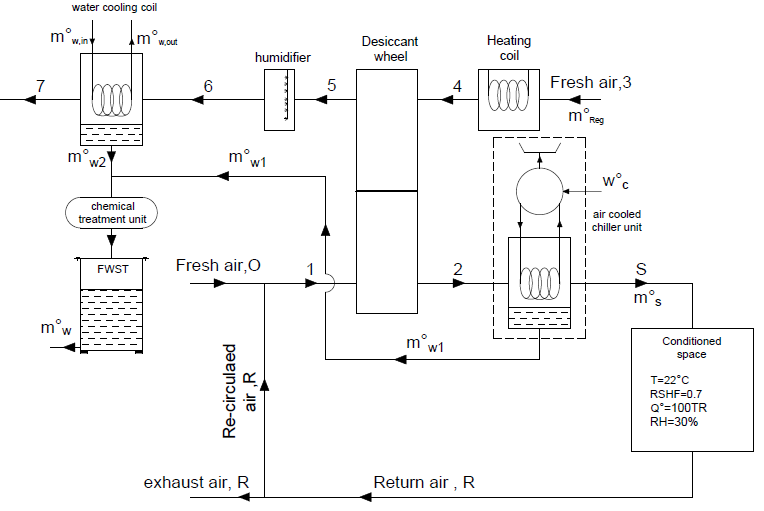 water cooling coil
m°w,in
m°w,out
humidifier
Desiccant
wheel
Heating
coil
7
6
5
4
Fresh air,3
m°Reg
m°w2
m°w1
w°c
chemical
treatment unit
air cooled
chiller unit
FWST
Fresh air,O
1
2
S
m°s
m°w
m°w1
Conditioned
space
T=22°C
RSHF=0.7
Q°=100TR
RH=30%
Re-circulaed
air ,R
exhaust air, R
Return air , R